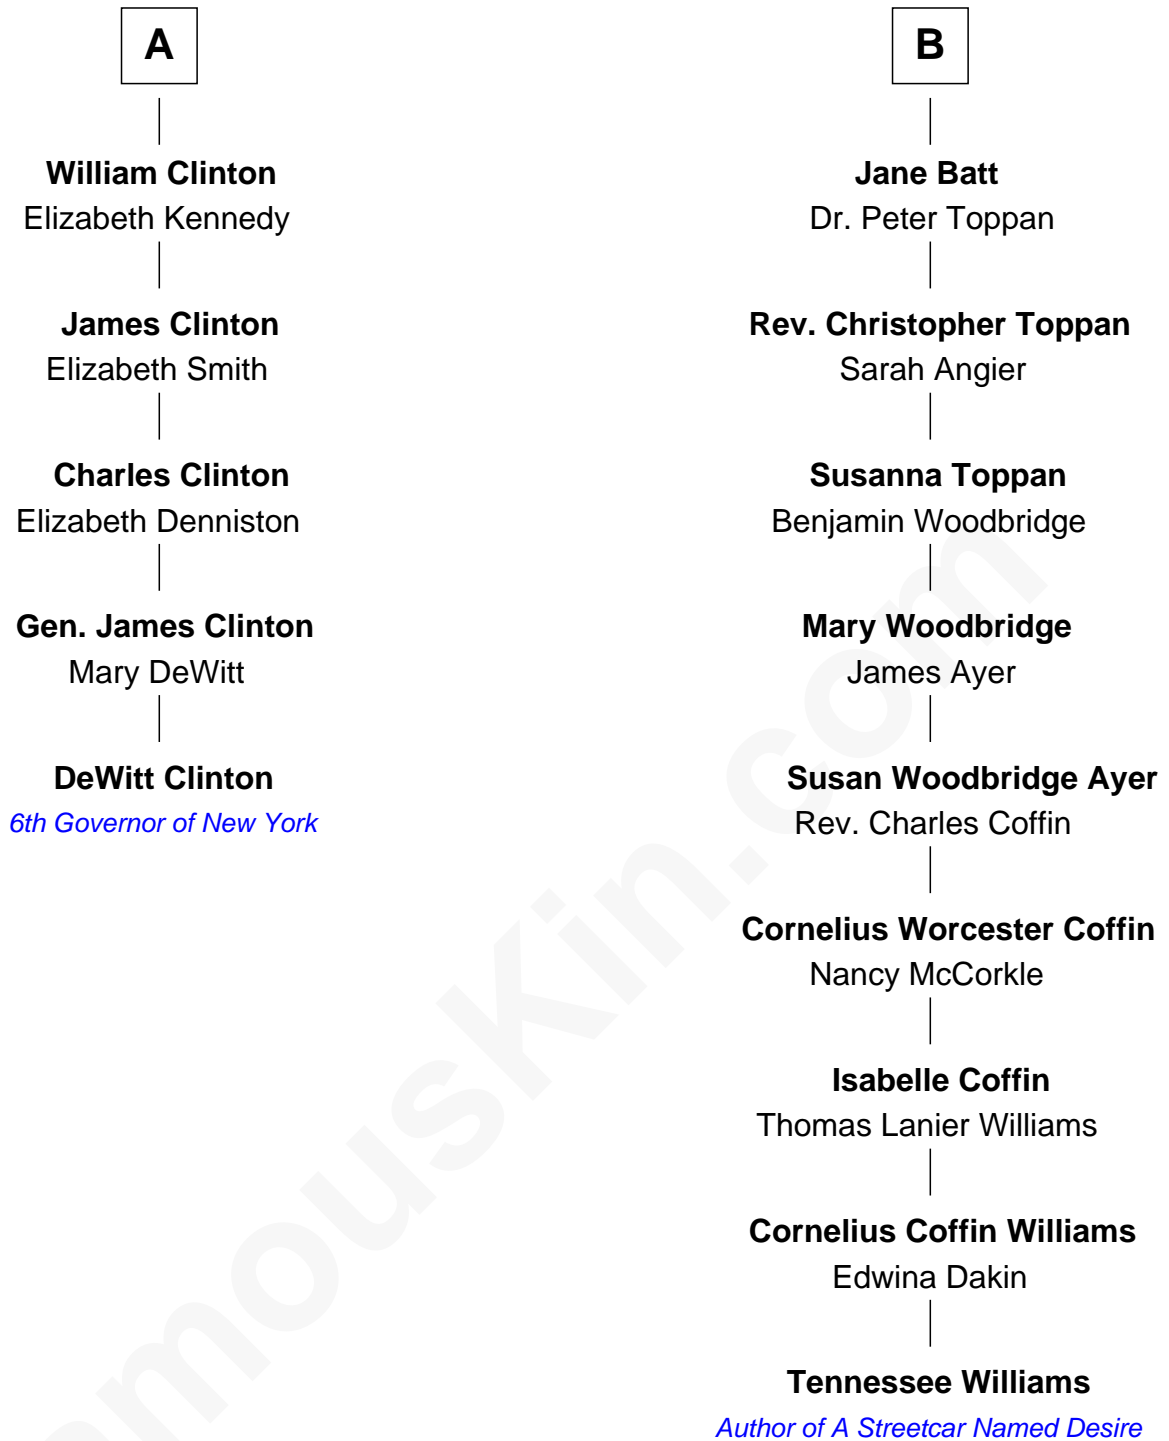 A
William Clinton
Elizabeth Kennedy
James Clinton
Elizabeth Smith
Charles Clinton
Elizabeth Denniston
Gen. James Clinton
Mary DeWitt
DeWitt Clinton
6th Governor of New York
B
Jane Batt
Dr. Peter Toppan
Rev. Christopher Toppan
Sarah Angier
Susanna Toppan
Benjamin Woodbridge
Mary Woodbridge
James Ayer
Susan Woodbridge Ayer
Rev. Charles Coffin
Cornelius Worcester Coffin
Nancy McCorkle
Isabelle Coffin
Thomas Lanier Williams
Cornelius Coffin Williams
Edwina Dakin
Tennessee Williams
Author of A Streetcar Named Desire
amouskin.com